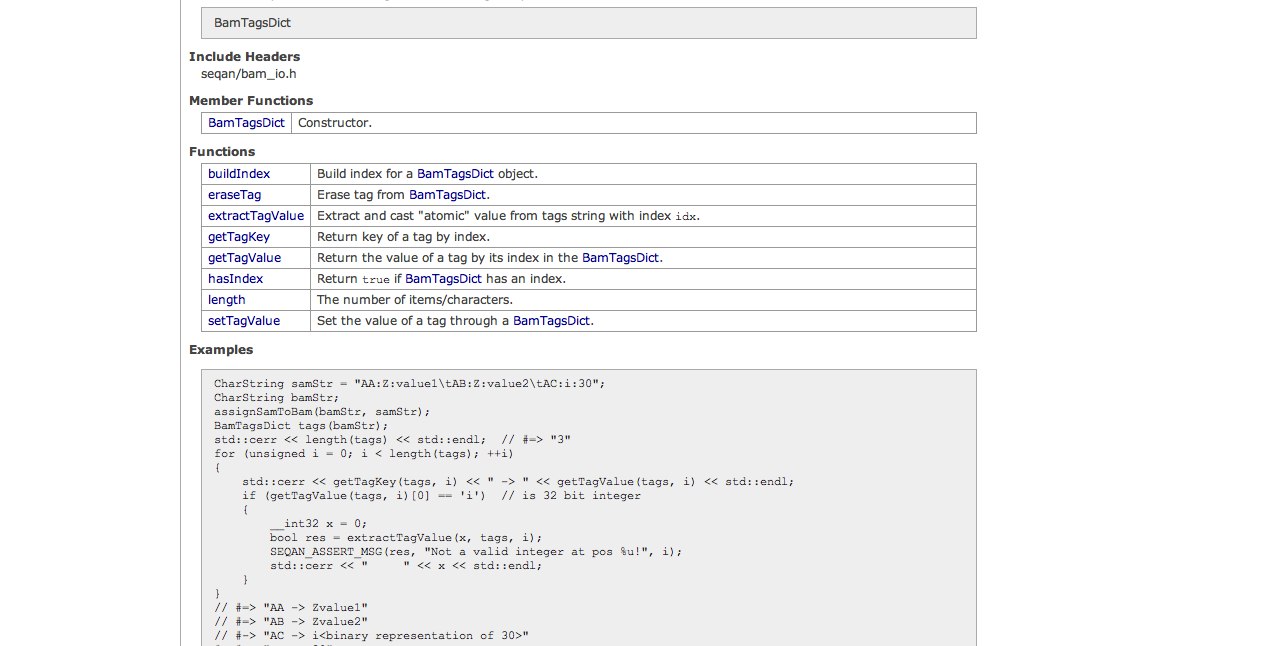 BamTagsDict
Include Headers
seqan/bam_io.h
Member Functions
BamTagsDict Constructor.
Functions
buildIndex Build index for a BamTagsDict object.
eraseTag Erase tag from BamTagsDict.
extractTagValue Extract and cast "atomic" value from tags string with index idx.
getTagKey Return key of a tag by index.
getTagValue Return the value of a tag by its index in the BamTagsDict.
hasIndex Return true if BamTagsDict has an index.
length The number of items/characters.
setTagValue Set the value of a tag through a BamTagsDict.
Examples
CharString samStr = "AA:Z:value1\tAB:Z:value2\tAC:i:30";
CharString bamStr;
assignSamToBam(bamStr, samStr);
BamTagsDict tags(bamStr);
std::cerr << length(tags) << std::endl;  // #=> "3"
for (unsigned i = 0; i < length(tags); ++i)
{
    std::cerr << getTagKey(tags, i) << " -> " << getTagValue(tags, i) << std::endl;
    if (getTagValue(tags, i)[0] == 'i')  // is 32 bit integer
    {
        __int32 x = 0;
        bool res = extractTagValue(x, tags, i);
        SEQAN_ASSERT_MSG(res, "Not a valid integer at pos %u!", i);
        std::cerr << "     " << x << std::endl;
    }
}
// #=> "AA -> Zvalue1"
// #=> "AB -> Zvalue2"
// #-> "AC -> i<binary representation of 30>"